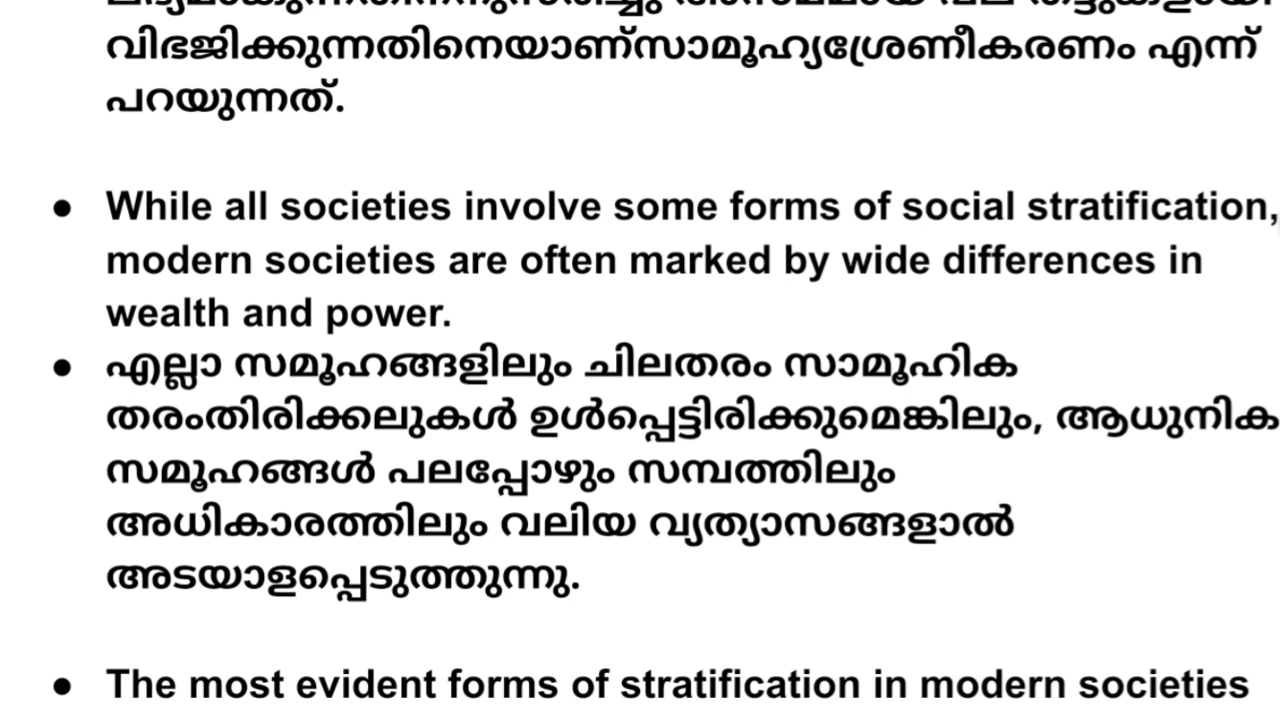 വിഭജിക്കുന്നതിനെയാണ്സാമൂഹ്യശ്രേണീകരണം എന്ന്
പറയുന്നത്.
● While all societies involve some forms of social stratification,
modern societies are often marked by wide differences in
wealth and power.
● എല്ലാ സമൂഹങ്ങളിലും ചിലതരം സാമൂഹിക
തരംതിരിക്കലുകൾ ഉൾപ്പെട്ടിരിക്കുമെങ്കിലും, ആധുനിക
സമൂഹങ്ങൾ പലപ്പോഴും സമ്പത്തിലും
അധികാരത്തിലും വലിയ വ്യത്യാസങ്ങളാൽ
അടയാളപ്പെടുത്തുന്നു.
● The most evident forms of stratification in modern societies